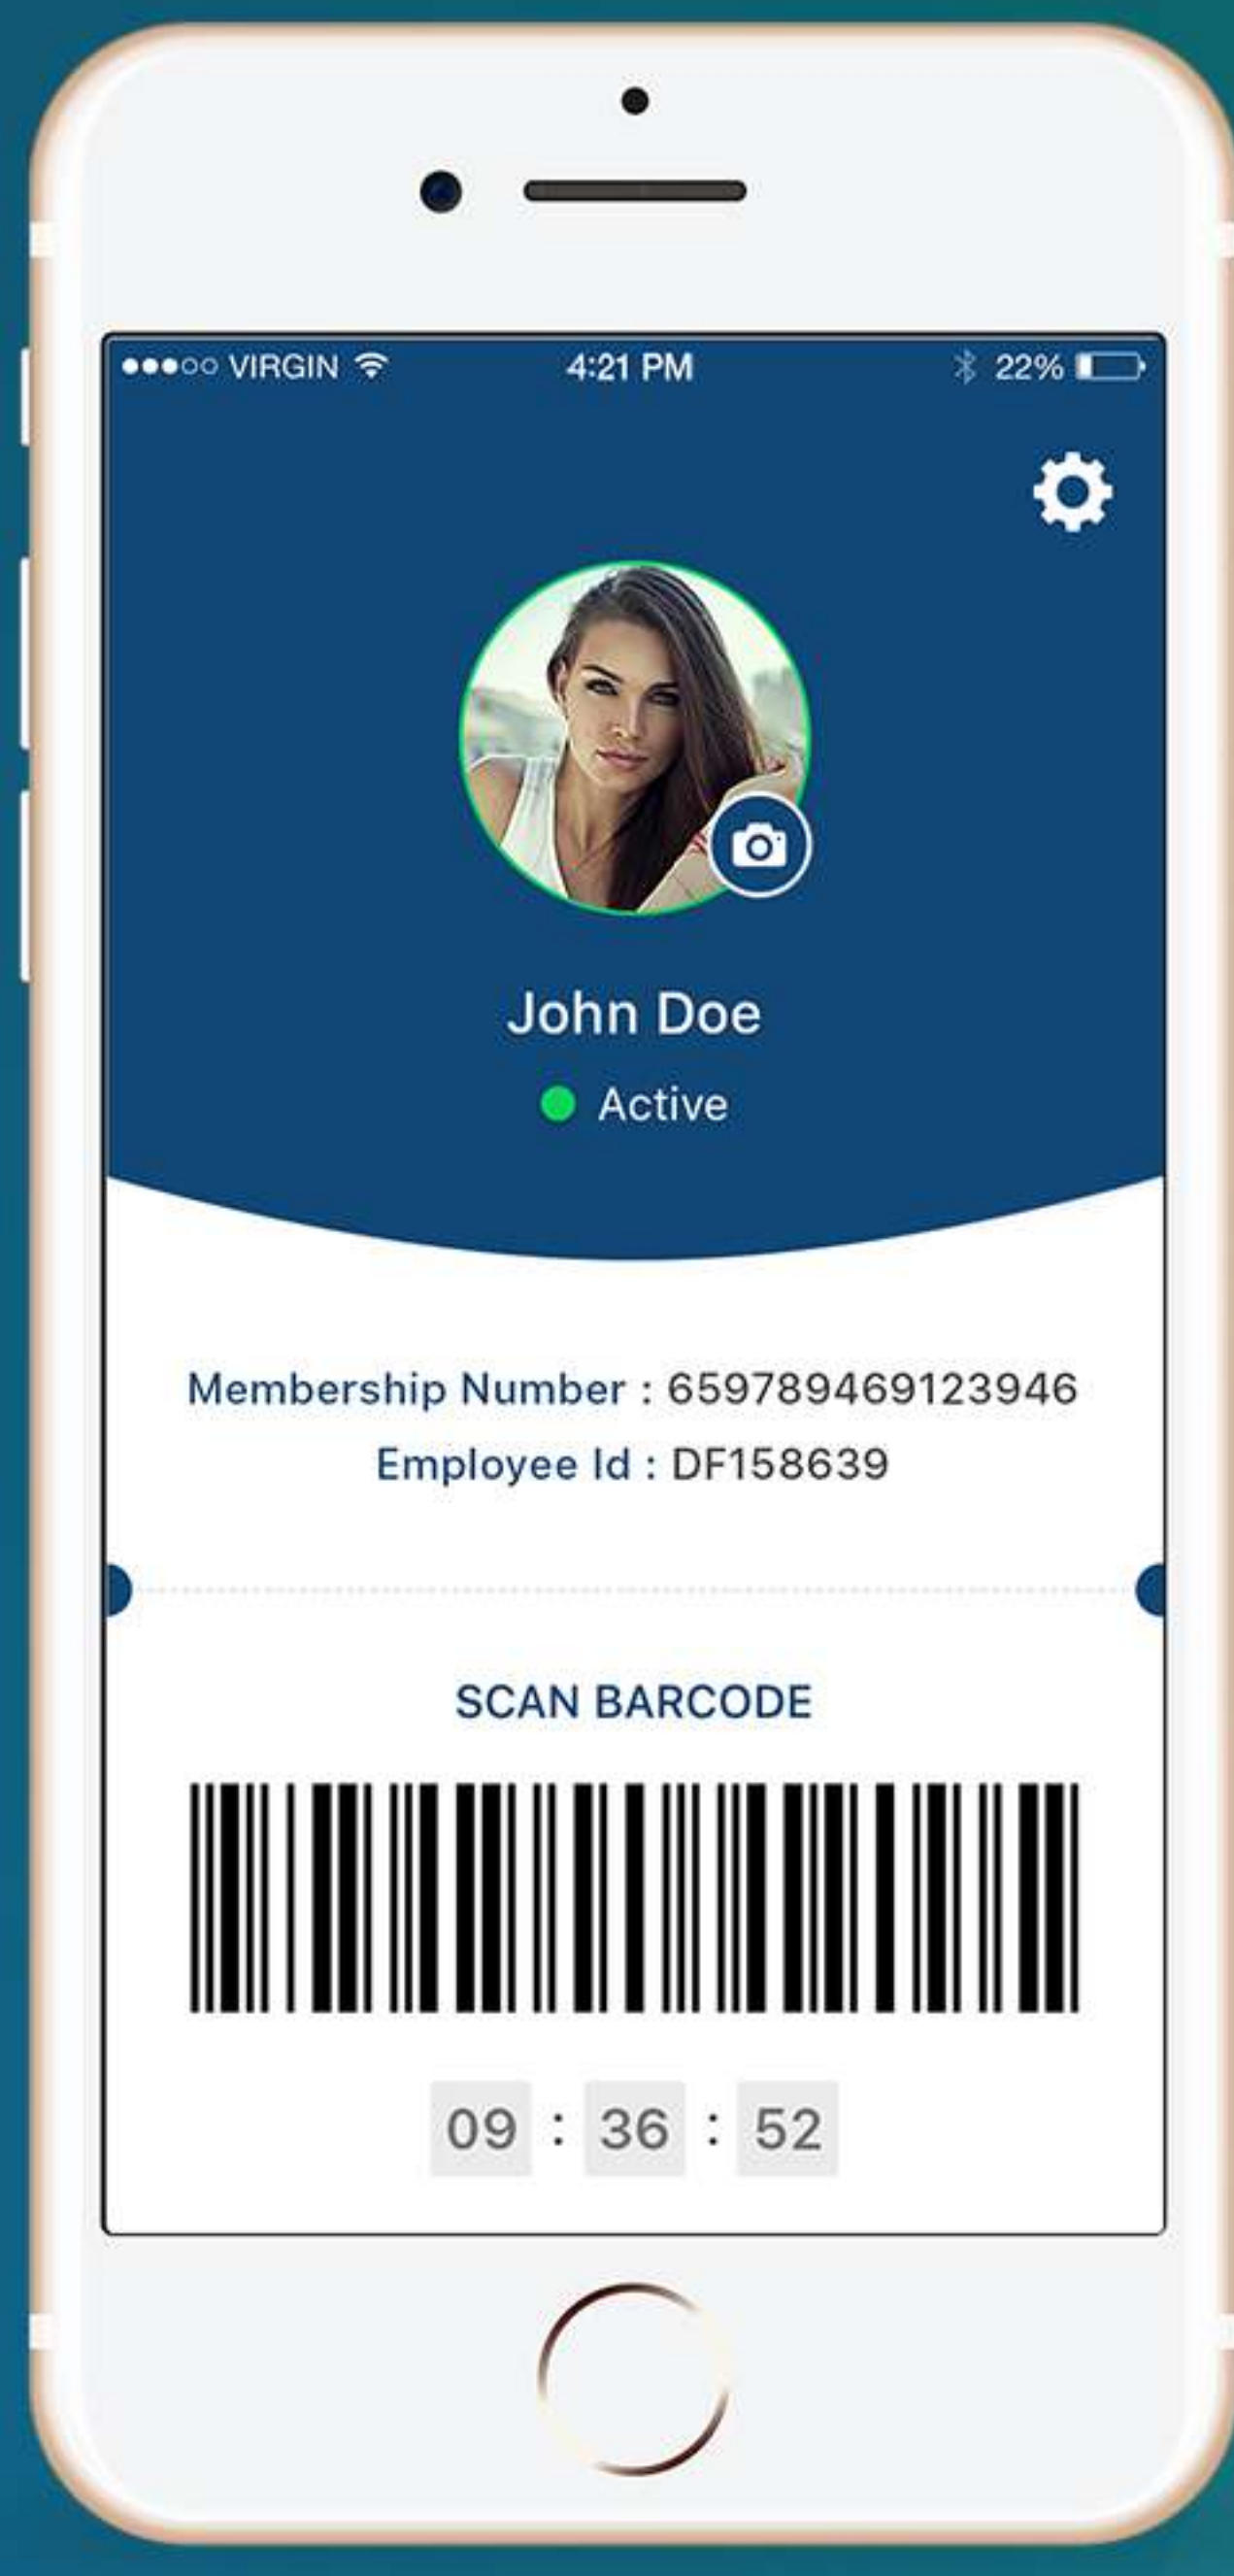 VIRGIN 4:21 PM 22%
John Doe
Active
Membership Number : 659789469123946
Employee Id : DF158639
SCAN BARCODE
09 : 36 : 52